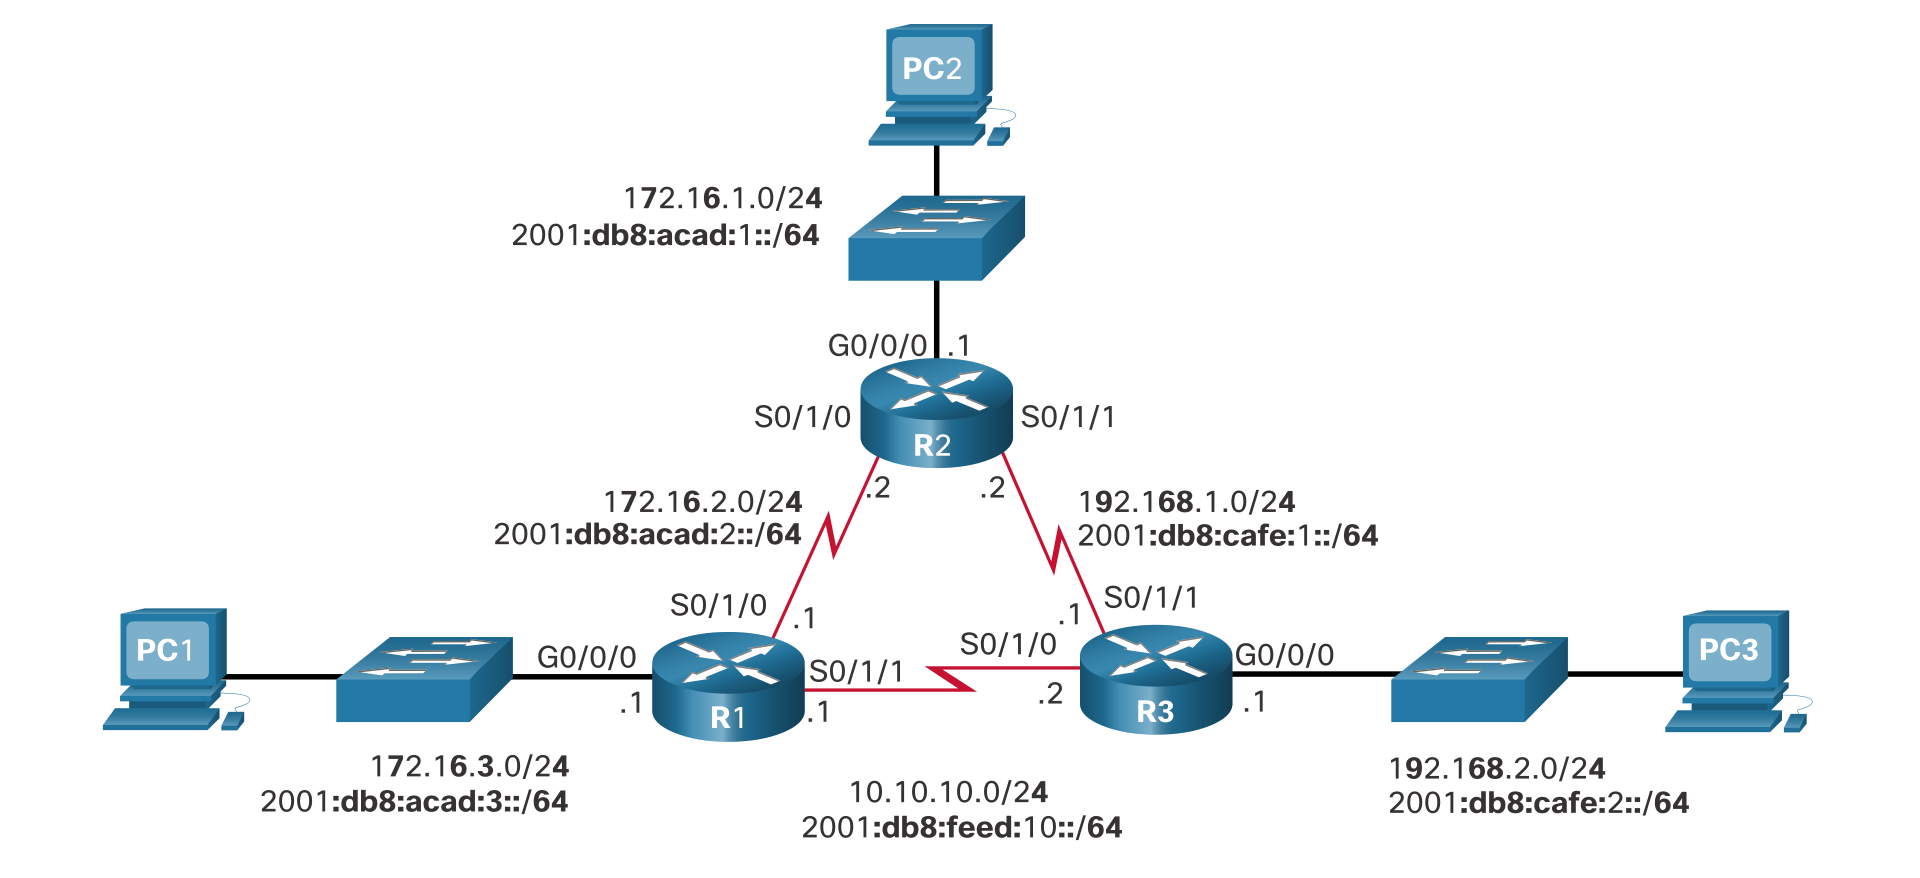 PC2
172.16.1.0/24
2001:db8:acad:1::/64
G0/0/0 .1
S0/1/0
S0/1/1
R2
.2
.2
172.16.2.0/24
2001:db8:acad:2::/64
192.168.1.0/24
2001:db8:cafe:1::/64
S0/1/0
.1
.1
S0/1/1
PC1
G0/0/0
.1
R1
S0/1/1
.1
S0/1/0
.2
R3
G0/0/0
.1
PC3
172.16.3.0/24
2001:db8:acad:3::/64
10.10.10.0/24
2001:db8:feed:10::/64
192.168.2.0/24
2001:db8:cafe:2::/64